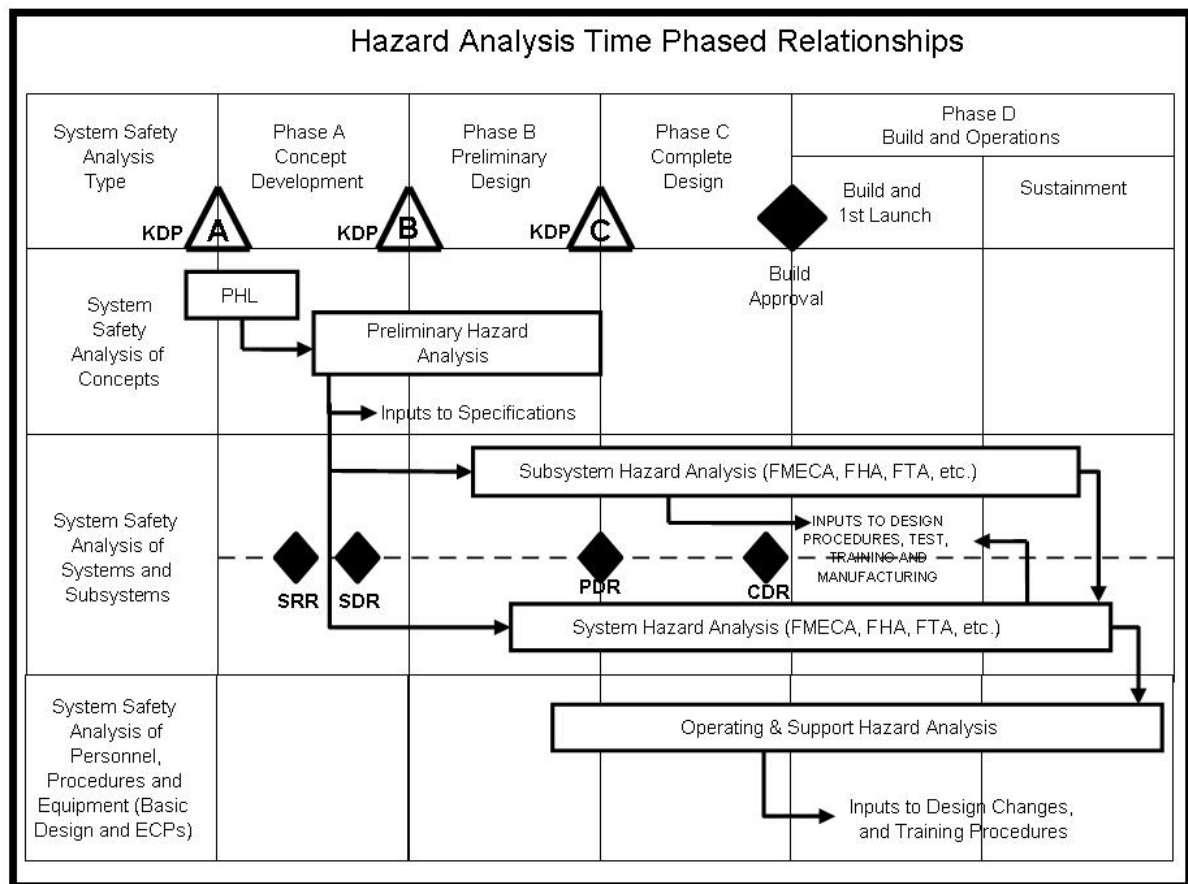 Hazard Analysis Time Phased Relationships
System Safety
Analysis
Type
Phase A
Concept
Development
Phase B
Preliminary
Design
Phase C
Complete
Design
Phase D
Build and Operations
Build and
1st Launch
Sustainment
KDP
A
KDP
B
KDP
C
Build
Approval
System
Safety
Analysis of
Concepts
PHL
Preliminary Hazard
Analysis
Inputs to Specifications
System Safety
Analysis of
Systems and
Subsystems
Subsystem Hazard Analysis (FMECA, FHA, FTA, etc.)
INPUTS TO DESIGN
PROCEDURES, TEST,
TRAINING AND
MANUFACTURING
SRR
SDR
PDR
CDR
System Hazard Analysis (FMECA, FHA, FTA, etc.)
System Safety
Analysis of
Personnel,
Procedures and
Equipment (Basic
Design and ECPs)
Operating & Support Hazard Analysis
Inputs to Design Changes,
and Training Procedures